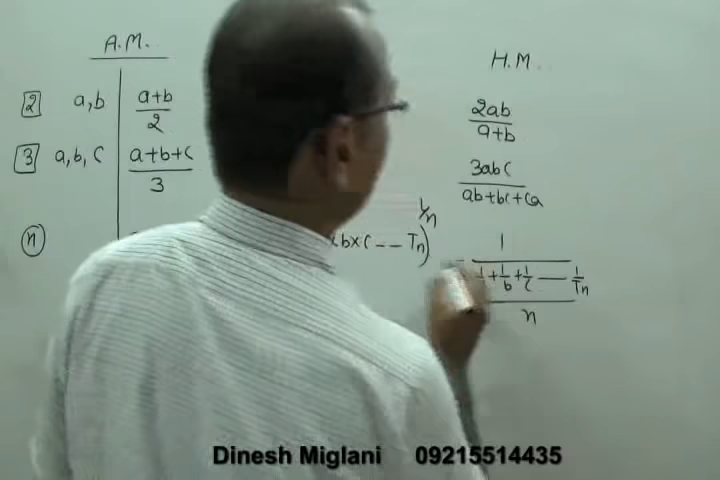 A.M. H.M.
2 a,b a+b/2 2ab/a+b
3 a,b,c a+b+c/3 3abc/ab+bc+ca
n bxc -- Tn)^1/n 1/(+1/b+1/c — 1/Tn)/n
Dinesh Miglani 09215514435